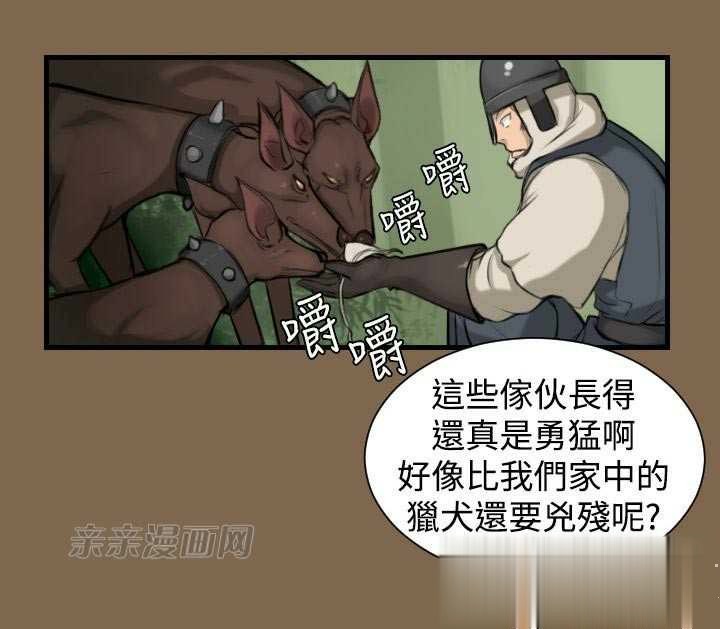 嚼
嚼
嚼
嚼
這些傢伙長得
還真是勇猛啊
好像比我們家中的
獵犬還要兇殘呢?
亲亲漫画网